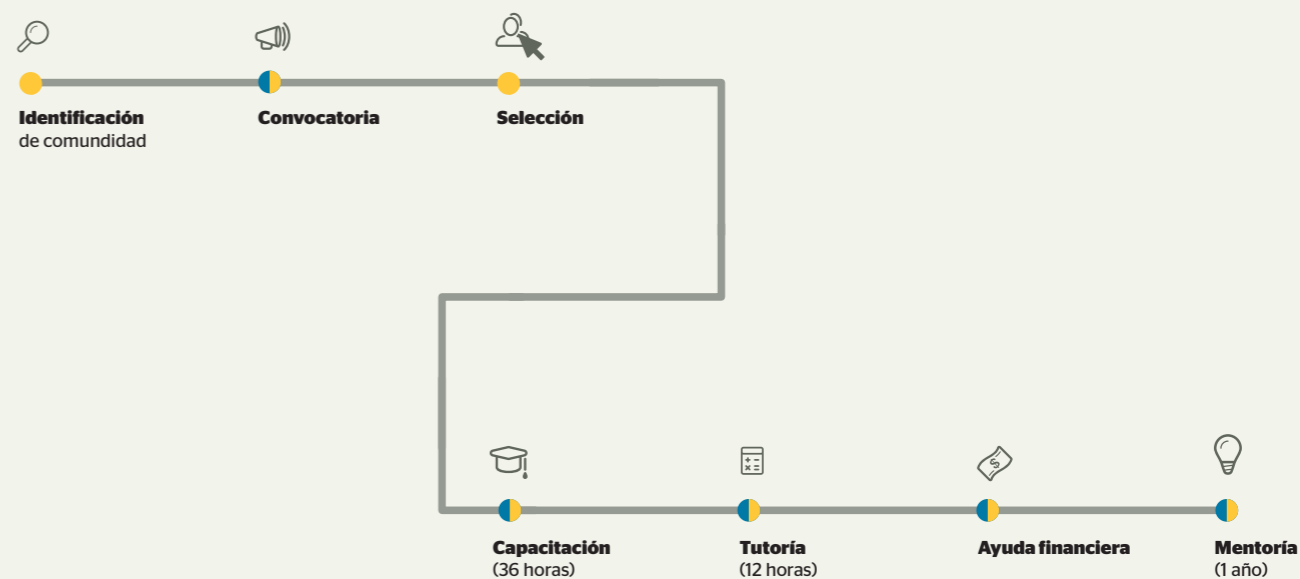 Identificación
de comundidad
Convocatoria
Selección
Capacitación
(36 horas)
Tutoría
(12 horas)
Ayuda financiera
Mentoría
(1 año)